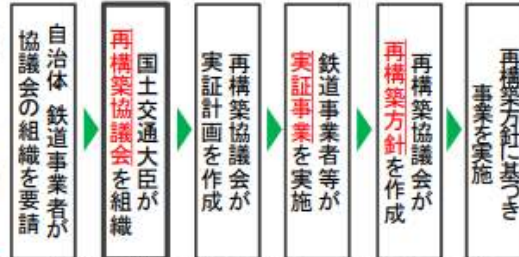 自治体 鉄道事業者が
協議会の組織を要請
国土交通大臣が
再構築協議会を組織
再構築協議会が
実証計画を作成
鉄道事業者等が
実証事業を実施
再構築協議会が
再構築方針を作成
再構築方針に基づき
事業を実施